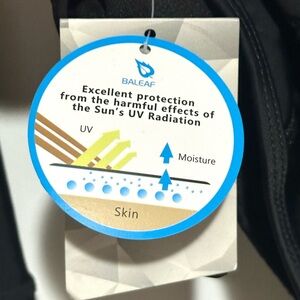 BALEAF
Excellent protection
from the harmful effects of
the Sun's UV Radiation
UV
Moisture
Skin